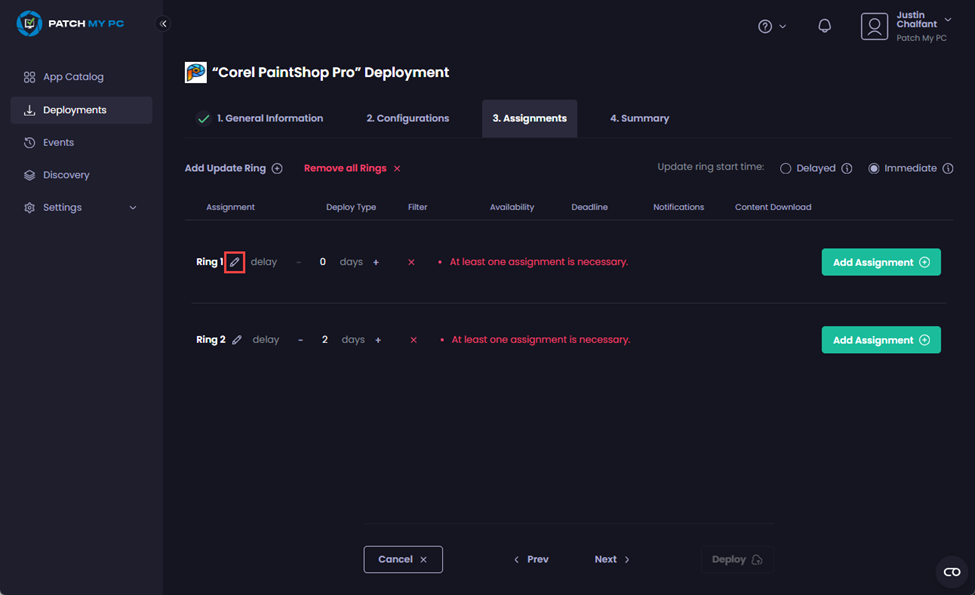 PATCH MY PC
Justin
Chalfant
Patch My PC
App Catalog
Deployments
Events
Discovery
Settings
“Corel PaintShop Pro” Deployment
1. General Information
2. Configurations
3. Assignments
4. Summary
Add Update Ring
Remove all Rings
Update ring start time:
Delayed
Immediate
Assignment
Deploy Type
Filter
Availability
Deadline
Notifications
Content Download
Ring 1 delay - 0 days +
At least one assignment is necessary.
Add Assignment
Ring 2 delay - 2 days +
At least one assignment is necessary.
Add Assignment
Cancel
Prev
Next
Deploy